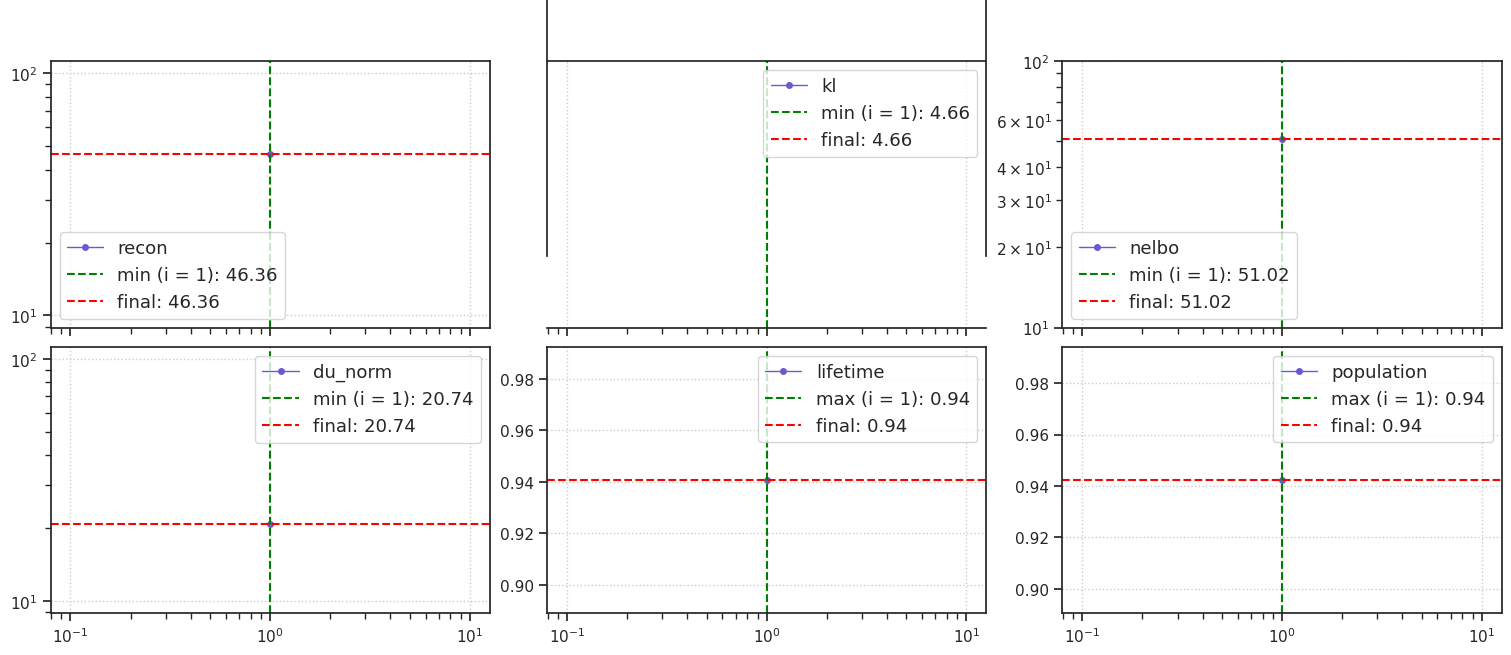 10²
10¹
recon
min (i = 1): 46.36
final: 46.36
kl
min (i = 1): 4.66
final: 4.66
10²
6 × 10¹
4 × 10¹
3 × 10¹
2 × 10¹
10¹
nelbo
min (i = 1): 51.02
final: 51.02
10²
10¹
du_norm
min (i = 1): 20.74
final: 20.74
10⁻¹
10⁰
10¹
0.98
0.96
0.94
0.92
0.90
lifetime
max (i = 1): 0.94
final: 0.94
10⁻¹
10⁰
10¹
0.98
0.96
0.94
0.92
0.90
population
max (i = 1): 0.94
final: 0.94
10⁻¹
10⁰
10¹